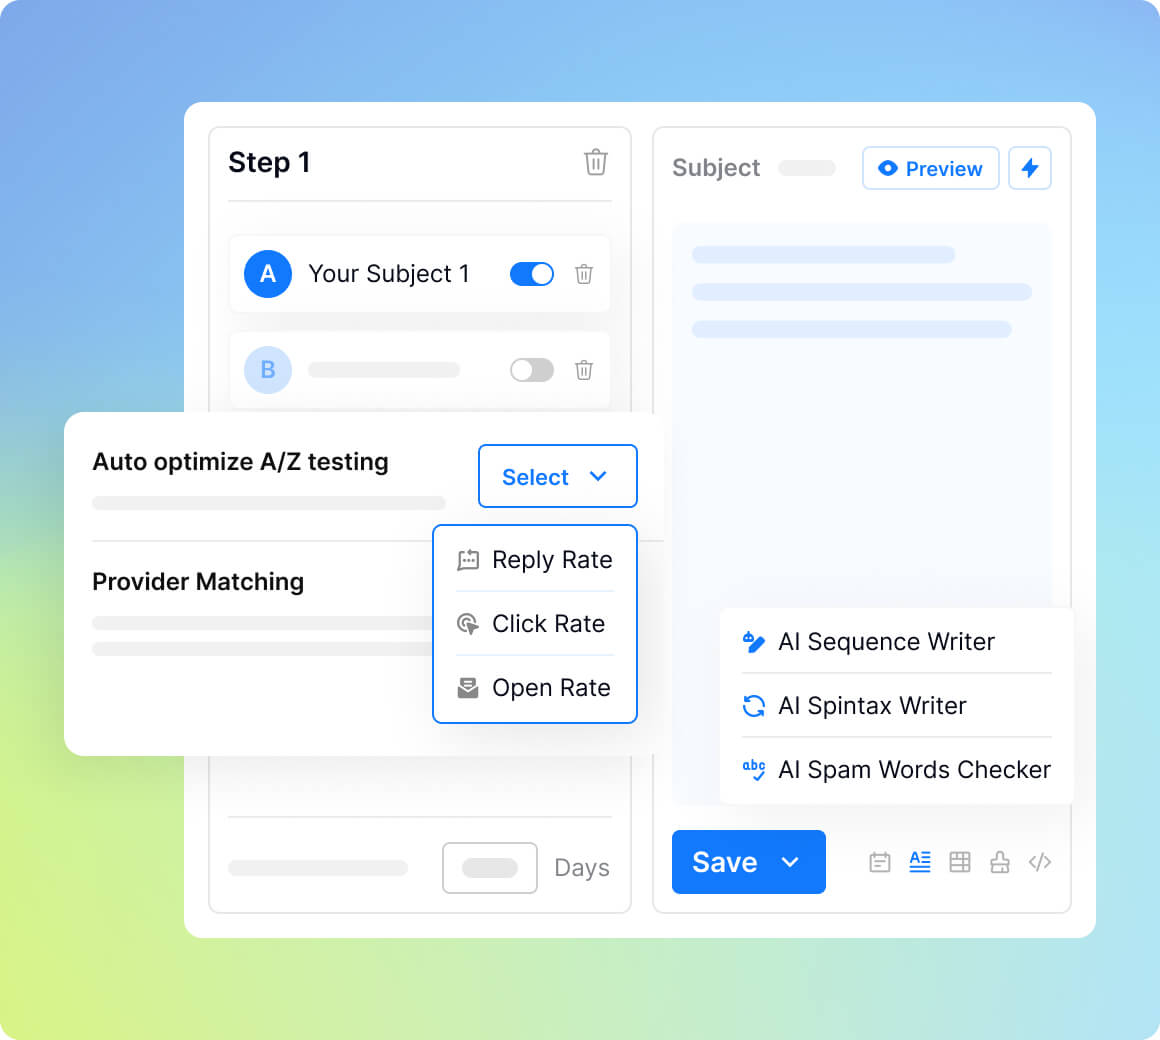 Step 1
A
Your Subject 1
B
Auto optimize A/Z testing
Select
Provider Matching
Reply Rate
Click Rate
Open Rate
Days
Subject
Preview
AI Sequence Writer
AI Spintax Writer
abc
AI Spam Words Checker
Save
A